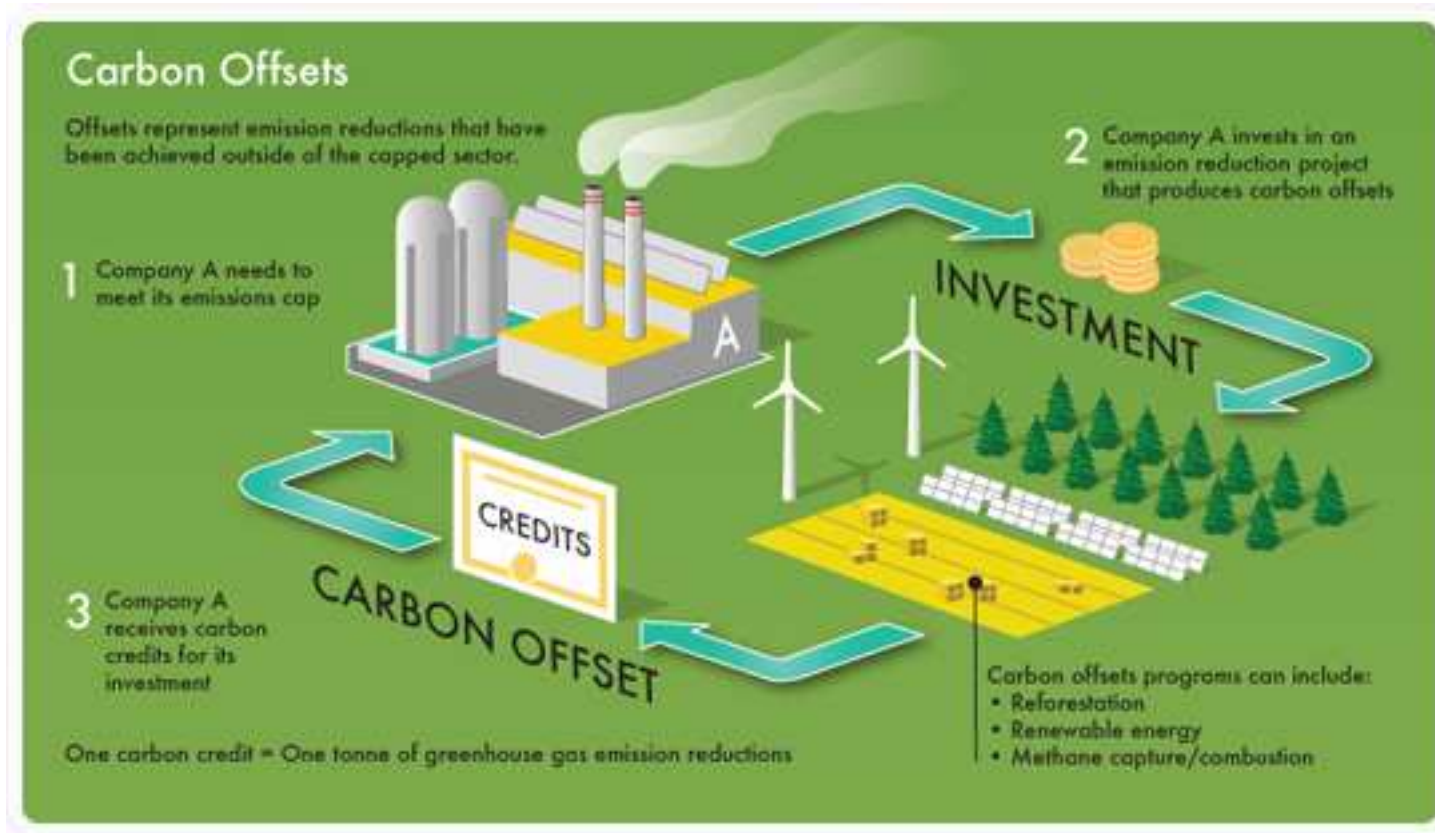 Carbon Offsets
Offsets represent emission reductions that have
been achieved outside of the capped sector.
1 Company A needs to
meet its emissions cap
A
2 Company A invests in an
emission reduction project
that produces carbon offsets
INVESTMENT
CREDITS
CARBON OFFSET
3 Company A
receives carbon
credits for its
investment
Carbon offsets programs can include:
• Reforestation
• Renewable energy
• Methane capture/combustion
One carbon credit = One tonne of greenhouse gas emission reductions